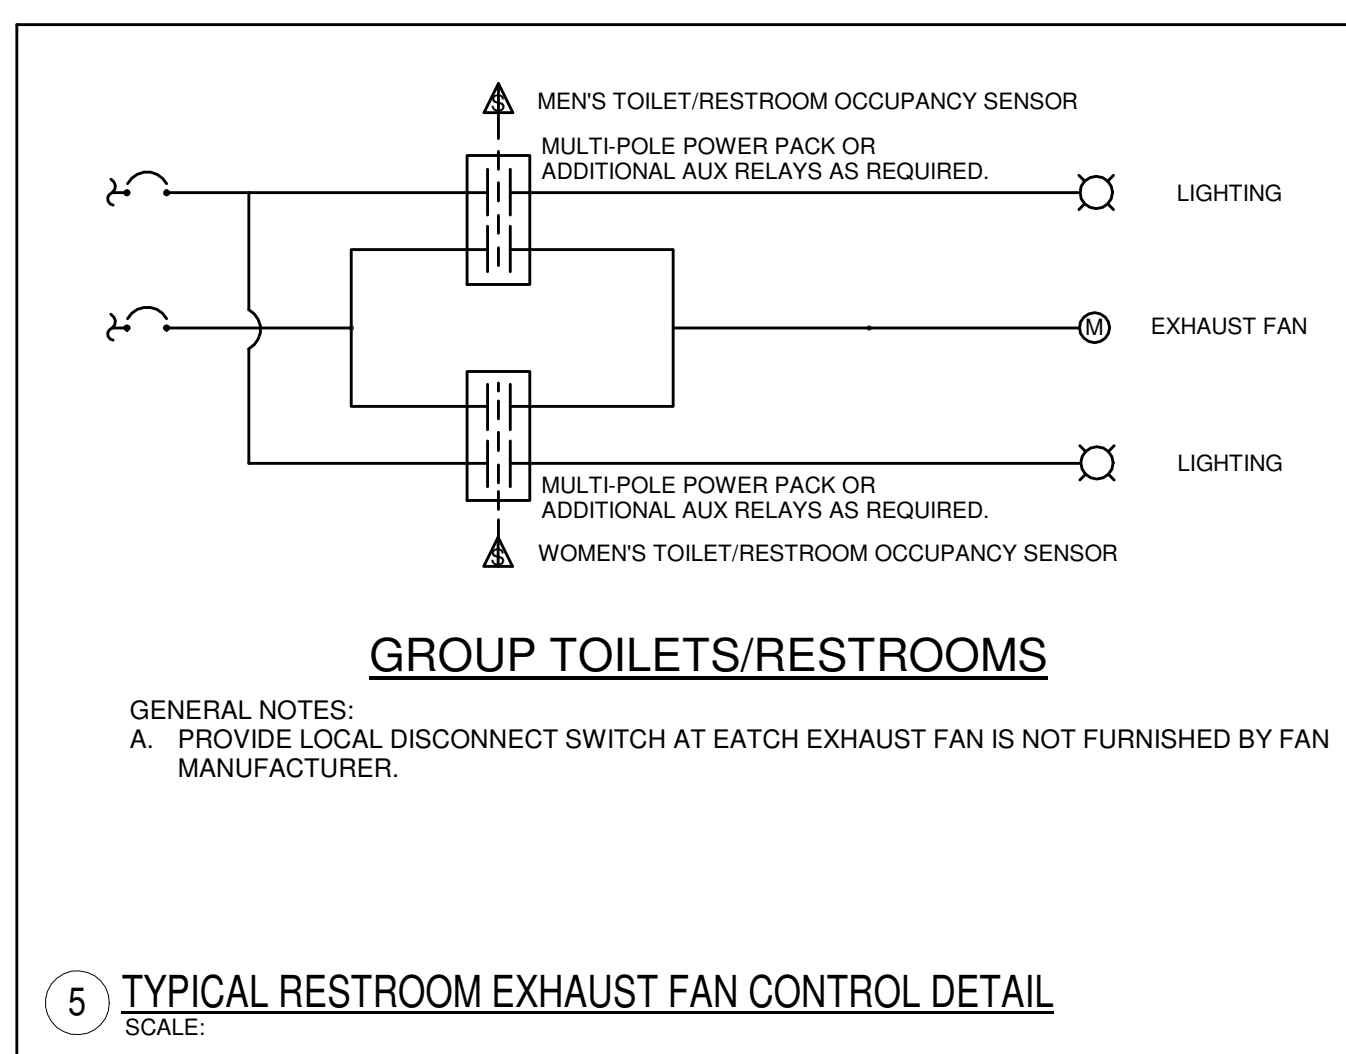 S MEN'S TOILET/RESTROOM OCCUPANCY SENSOR
MULTI-POLE POWER PACK OR
ADDITIONAL AUX RELAYS AS REQUIRED.
LIGHTING
M EXHAUST FAN
LIGHTING
MULTI-POLE POWER PACK OR
ADDITIONAL AUX RELAYS AS REQUIRED.
S WOMEN'S TOILET/RESTROOM OCCUPANCY SENSOR
GROUP TOILETS/RESTROOMS
GENERAL NOTES:
A. PROVIDE LOCAL DISCONNECT SWITCH AT EATCH EXHAUST FAN IS NOT FURNISHED BY FAN
MANUFACTURER.
5 TYPICAL RESTROOM EXHAUST FAN CONTROL DETAIL
SCALE: